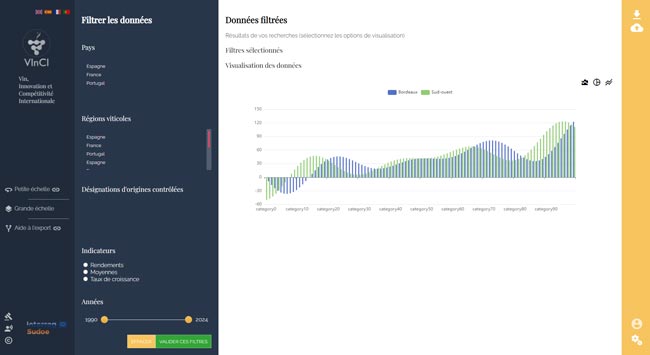 VInCI
Vin,
Innovation et
Compétitivité
Internationale
Petite échelle
Grande échelle
Aide à l'export
Interreg
Sudoe
Filtrer les données
Pays
Espagne
France
Portugal
Régions viticoles
Espagne
France
Portugal
Espagne
Désignations d'origines contrôlées
Indicateurs
Rendements
Moyennes
Taux de croissance
Années
1990
2024
VALIDER CES FILTRES
Données filtrées
Résultats de vos recherches (sélectionnez les options de visualisation)
Filtres sélectionnés
Visualisation des données
Bordeaux
Sud-ouest
150
120
90
60
30
0
-30
-60
category0 category10 category20 category30 category40 category50 category60 category70 category80 category90